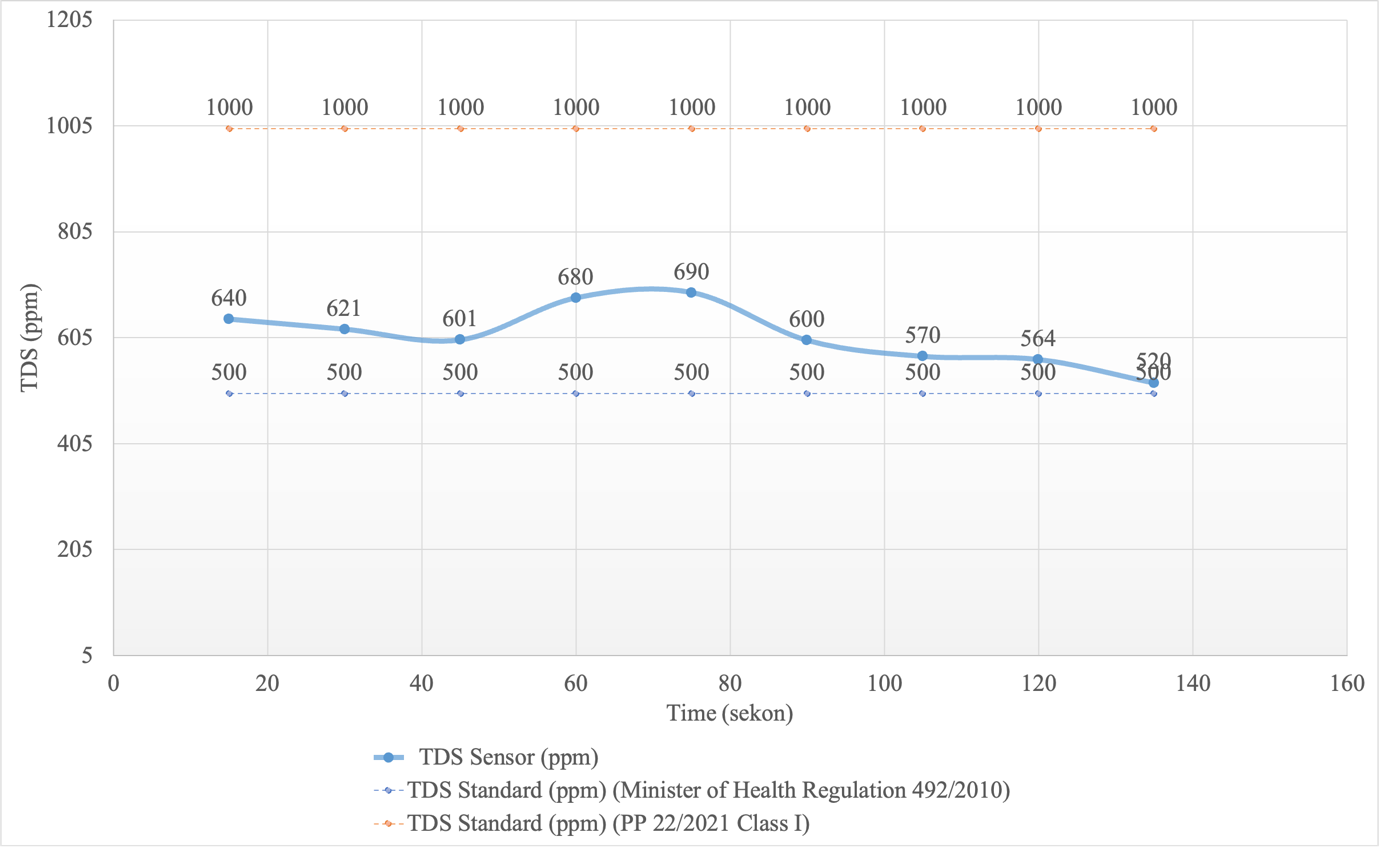 1205
1005
805
605
405
205
5
TDS (ppm)
1000 1000 1000 1000 1000 1000 1000 1000 1000
640 621 601 680 690 600 570 564 520
500 500 500 500 500 500 500 500 500
0 20 40 60 80 100 120 140 160
Time (sekon)
TDS Sensor (ppm)
TDS Standard (ppm) (Minister of Health Regulation 492/2010)
TDS Standard (ppm) (PP 22/2021 Class I)